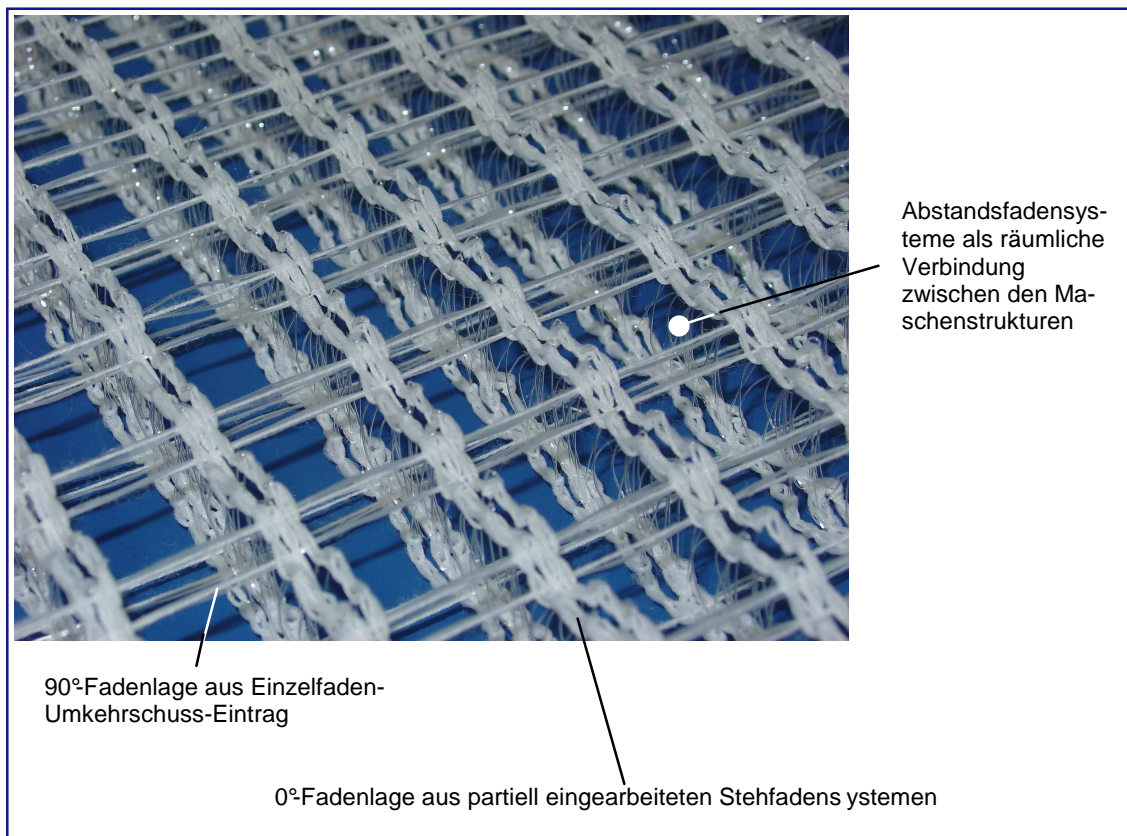 Abstandsfadensys-
teme als räumliche
Verbindung
zwischen den Ma-
schenstrukturen
90°-Fadenlage aus Einzelfaden-
Umkehrschuss-Eintrag
0°-Fadenlage aus partiell eingearbeiteten Stehfadens ystemen